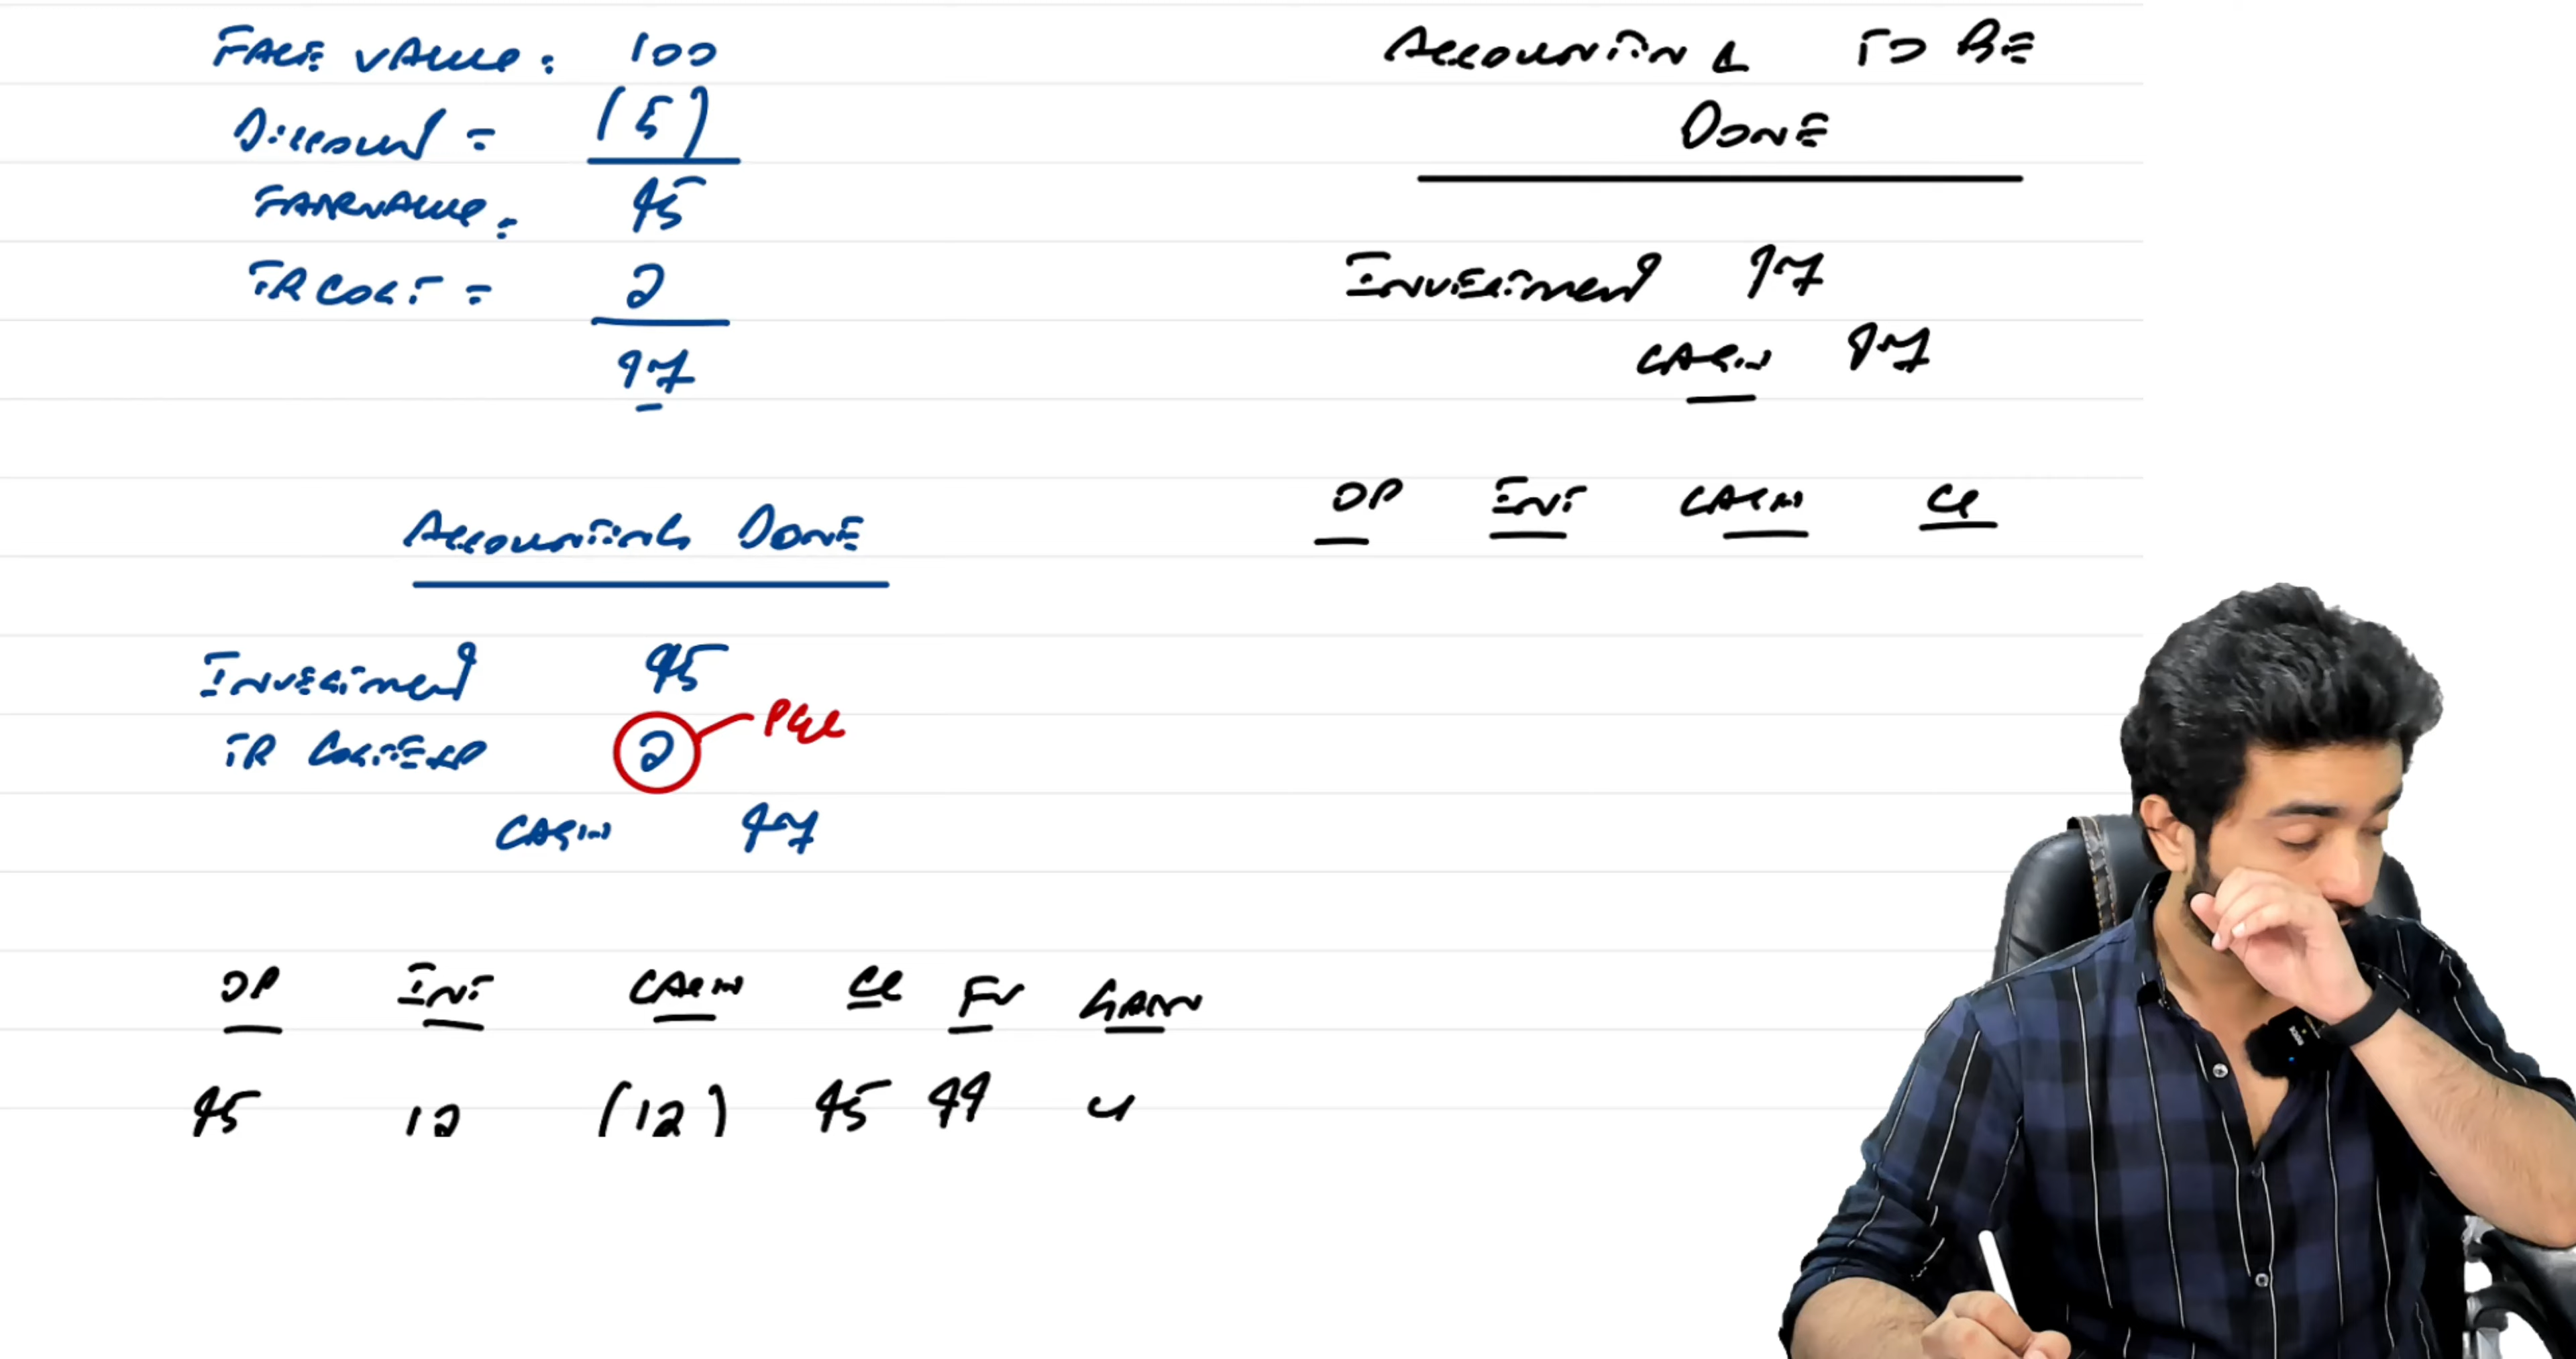 FACE VALUE: 100
DISCOUNT = (5)
FAIR VALUE = 95
TR COST = 2
97
ACCOUNTING DONE
INVESTMENT 95
TR COST EXP 2 P&L
CASH 97
OP INT CASH CL FV GAIN
95 12 (12) 95 99 4
ACCOUNTING TO BE
DONE
INVESTMENT 97
CASH 97
OP INT CASH CL